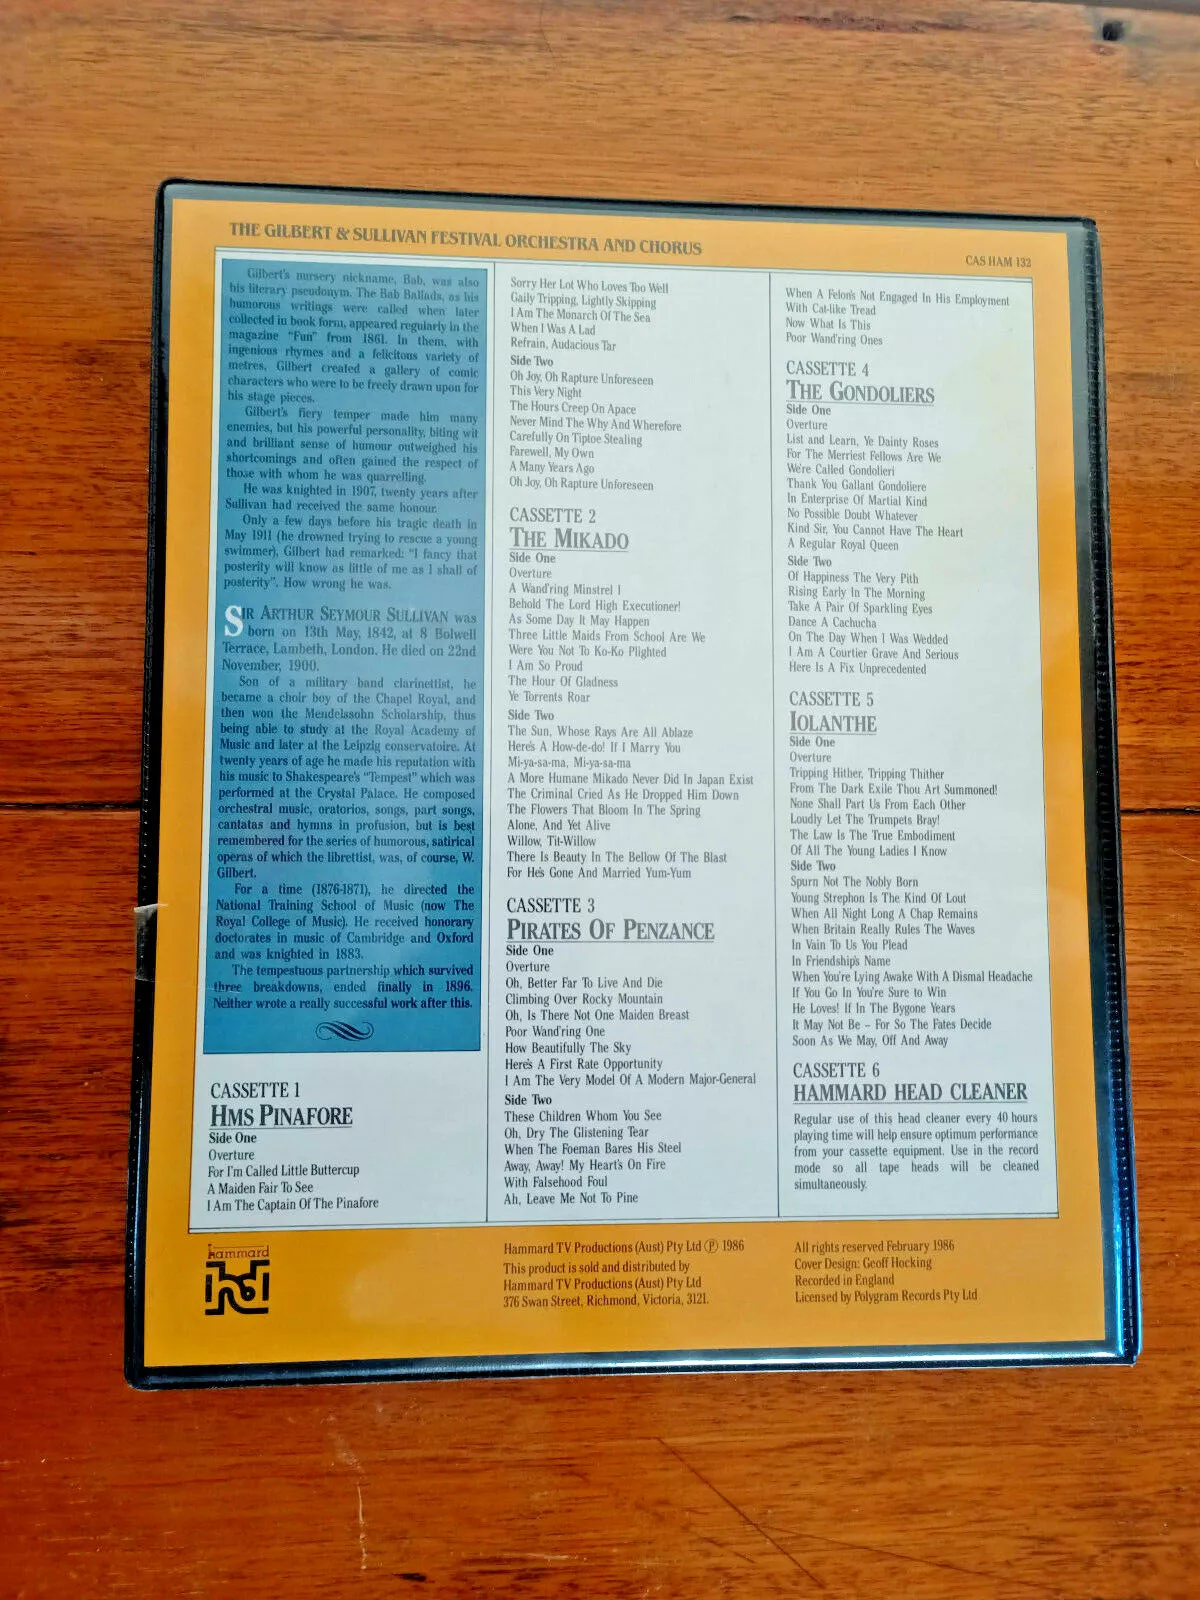 THE GILBERT & SULLIVAN FESTIVAL ORCHESTRA AND CHORUS
CAS HAM 132
Gilbert's nursery nickname, Bab, was also
his literary pseudonym. The Bab Ballads, as his
humorous writings were called when later
collected in book form, appeared regularly in the
magazine "Fun" from 1861. In them, with
ingenious rhymes and a felicitous variety of
metres, Gilbert created a gallery of comic
characters who were to be freely drawn upon for
his stage pieces.
Gilbert's fiery temper made him many
enemies, but his powerful personality, biting wit
and brilliant sense of humour outweighed his
shortcomings and often gained the respect of
those with whom he was quarrelling.
He was knighted in 1907, twenty years after
Sullivan had received the same honour.
Only a few days before his tragic death in
May 1911 (he drowned trying to rescue a young
swimmer), Gilbert had remarked: "I fancy that
posterity will know as little of me as I shall of
posterity". How wrong he was.
SIR ARTHUR SEYMOUR SULLIVAN was
born on 13th May, 1842, at 8 Bolwell
Terrace, Lambeth, London. He died on 22nd
November, 1900.
Son of a military band clarinettist, he
became a choir boy of the Chapel Royal, and
then won the Mendelssohn Scholarship, thus
being able to study at the Royal Academy of
Music and later at the Leipzig conservatoire. At
twenty years of age he made his reputation with
his music to Shakespeare's "Tempest" which was
performed at the Crystal Palace. He composed
orchestral music, oratorios, songs, part songs,
cantatas and hymns in profusion, but is best
remembered for the series of humorous, satirical
operas of which the librettist, was, of course, W.
Gilbert.
For a time (1876-1871), he directed the
National Training School of Music (now The
Royal College of Music). He received honorary
doctorates in music of Cambridge and Oxford
and was knighted in 1883.
The tempestuous partnership which survived
three breakdowns, ended finally in 1896.
Neither wrote a really successful work after this.
CASSETTE 1
HMS PINAFORE
Side One
Overture
For I'm Called Little Buttercup
A Maiden Fair To See
I Am The Captain Of The Pinafore
Sorry Her Lot Who Loves Too Well
Gaily Tripping, Lightly Skipping
I Am The Monarch Of The Sea
When I Was A Lad
Refrain, Audacious Tar
Side Two
Oh Joy, Oh Rapture Unforeseen
This Very Night
The Hours Creep On Apace
Never Mind The Why And Wherefore
Carefully On Tiptoe Stealing
Farewell, My Own
A Many Years Ago
Oh Joy, Oh Rapture Unforeseen
CASSETTE 2
THE MIKADO
Side One
Overture
A Wand'ring Minstrel I
Behold The Lord High Executioner!
As Some Day It May Happen
Three Little Maids From School Are We
Were You Not To Ko-Ko Plighted
I Am So Proud
The Hour Of Gladness
Ye Torrents Roar
Side Two
The Sun, Whose Rays Are All Ablaze
Here's A How-de-do! If I Marry You
Mi-ya-sa-ma, Mi-ya-sa-ma
A More Humane Mikado Never Did In Japan Exist
The Criminal Cried As He Dropped Him Down
The Flowers That Bloom In The Spring
Alone, And Yet Alive
Willow, Tit-Willow
There Is Beauty In The Bellow Of The Blast
For He's Gone And Married Yum-Yum
CASSETTE 3
PIRATES OF PENZANCE
Side One
Overture
Oh, Better Far To Live And Die
Climbing Over Rocky Mountain
Oh, Is There Not One Maiden Breast
Poor Wand'ring One
How Beautifully The Sky
Here's A First Rate Opportunity
I Am The Very Model Of A Modern Major-General
Side Two
These Children Whom You See
Oh, Dry The Glistening Tear
When The Foeman Bares His Steel
Away, Away! My Heart's On Fire
With Falsehood Foul
Ah, Leave Me Not To Pine
When A Felon's Not Engaged In His Employment
With Cat-like Tread
Now What Is This
Poor Wand'ring Ones
CASSETTE 4
THE GONDOLIERS
Side One
Overture
List and Learn, Ye Dainty Roses
For The Merriest Fellows Are We
We're Called Gondolieri
Thank You Gallant Gondoliere
In Enterprise Of Martial Kind
No Possible Doubt Whatever
Kind Sir, You Cannot Have The Heart
A Regular Royal Queen
Side Two
Of Happiness The Very Pith
Rising Early In The Morning
Take A Pair Of Sparkling Eyes
Dance A Cachucha
On The Day When I Was Wedded
I Am A Courtier Grave And Serious
Here Is A Fix Unprecedented
CASSETTE 5
IOLANTHE
Side One
Overture
Tripping Hither, Tripping Thither
From The Dark Exile Thou Art Summoned!
None Shall Part Us From Each Other
Loudly Let The Trumpets Bray!
The Law Is The True Embodiment
Of All The Young Ladies I Know
Side Two
Spurn Not The Nobly Born
Young Strephon Is The Kind Of Lout
When All Night Long A Chap Remains
When Britain Really Rules The Waves
In Vain To Us You Plead
In Friendship's Name
When You're Lying Awake With A Dismal Headache
If You Go In You're Sure to Win
He Loves! If In The Bygone Years
It May Not Be – For So The Fates Decide
Soon As We May, Off And Away
CASSETTE 6
HAMMARD HEAD CLEANER
Regular use of this head cleaner every 40 hours
playing time will help ensure optimum performance
from your cassette equipment. Use in the record
mode so all tape heads will be cleaned
simultaneously.
hammard
Hammard TV Productions (Aust) Pty Ltd ℗ 1986
This product is sold and distributed by
Hammard TV Productions (Aust) Pty Ltd
376 Swan Street, Richmond, Victoria, 3121.
All rights reserved February 1986
Cover Design: Geoff Hocking
Recorded in England
Licensed by Polygram Records Pty Ltd